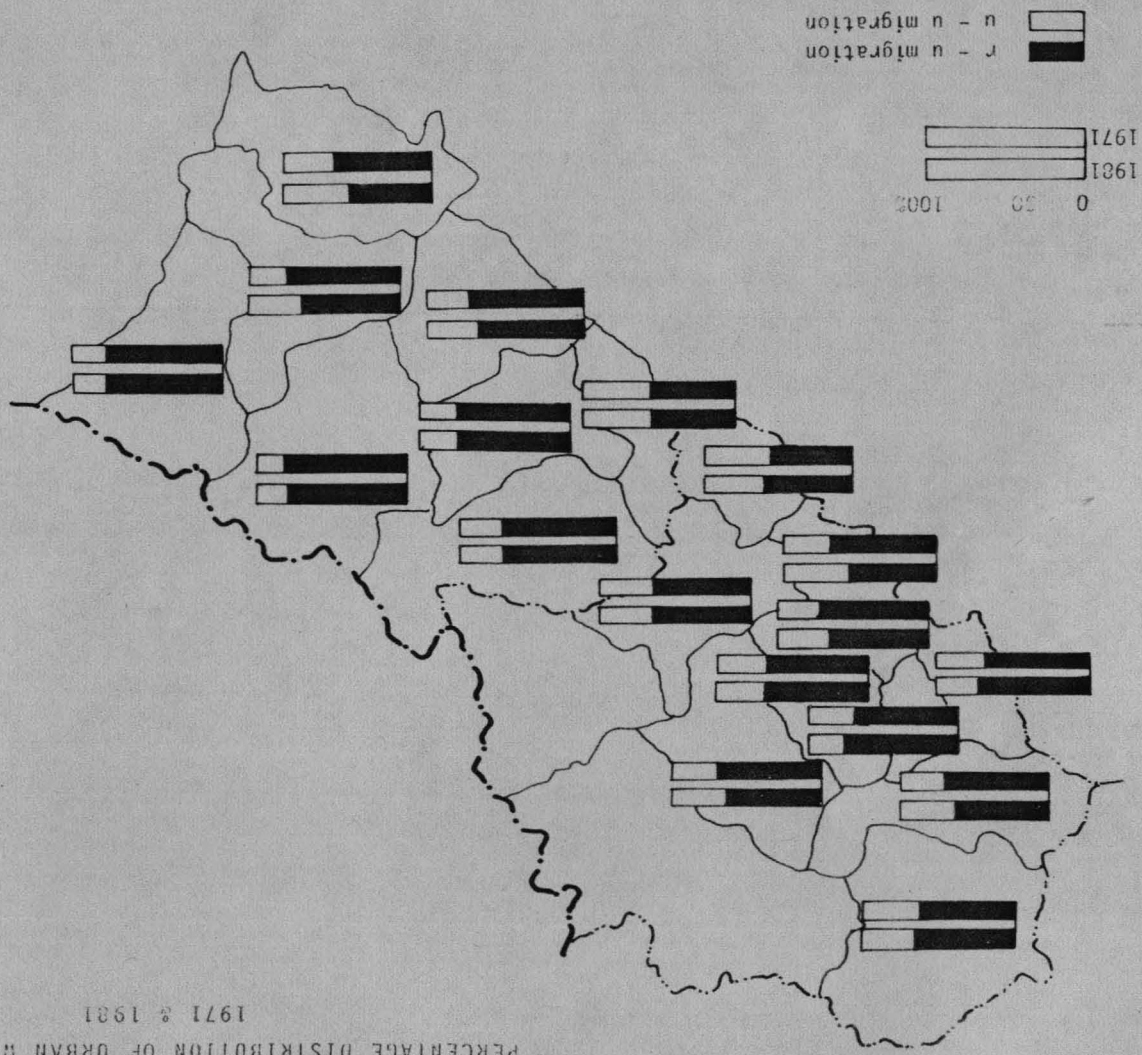 PERCENTAGE DISTRIBUTION OF URBAN M
1971 & 1981
0 50 100%
1981
1971
r - u migration
u - u migration